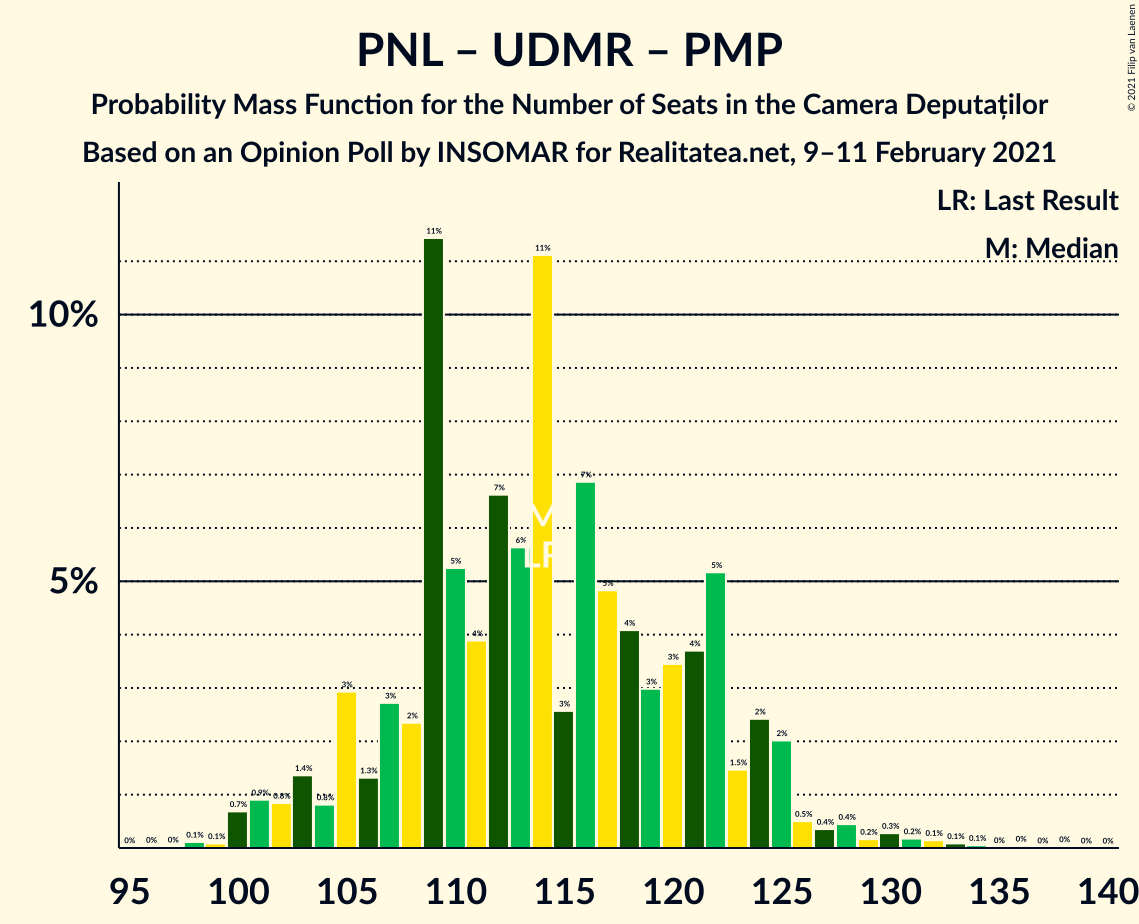 PNL – UDMR – PMP
Probability Mass Function for the Number of Seats in the Camera Deputaților
Based on an Opinion Poll by INSOMAR for Realitatea.net, 9–11 February 2021
© 2021 Filip van Laenen
LR: Last Result
M: Median
10%
5%
0% 0% 0% 0.1% 0.1% 0.7% 0.9% 0.8% 1.4% 0.8% 3% 1.3% 3% 2% 11% 5% 4% 7% 6% 11% 3% 7% 5% 4% 3% 3% 4% 5% 1.5% 2% 2% 0.5% 0.4% 0.4% 0.2% 0.3% 0.2% 0.1% 0.1% 0.1% 0% 0% 0% 0% 0% 0%
M
LR
95 100 105 110 115 120 125 130 135 140